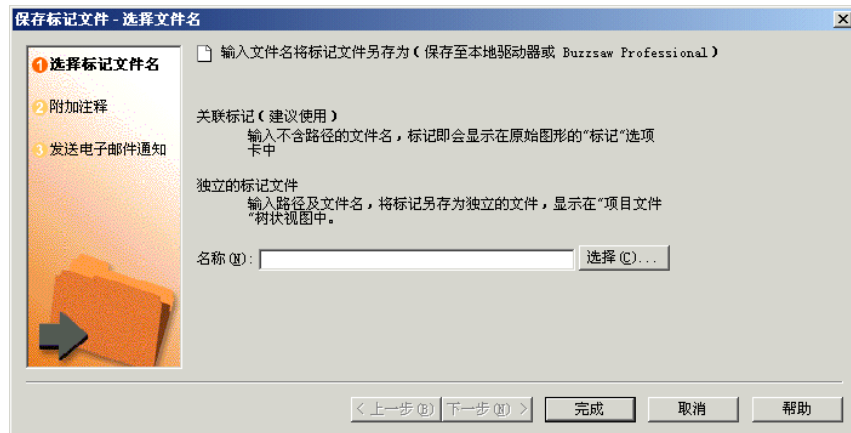 保存标记文件 - 选择文件名
1选择标记文件名
2附加注释
3发送电子邮件通知
输入文件名将标记文件另存为(保存至本地驱动器或 Buzzsaw Professional)
关联标记(建议使用)
输入不含路径的文件名,标记即会显示在原始图形的“标记”选项
卡中
独立的标记文件
输入路径及文件名,将标记另存为独立的文件,显示在“项目文件
”树状视图中。
名称(N):
选择(C)...
< 上一步(B)
下一步(N) >
完成
取消
帮助